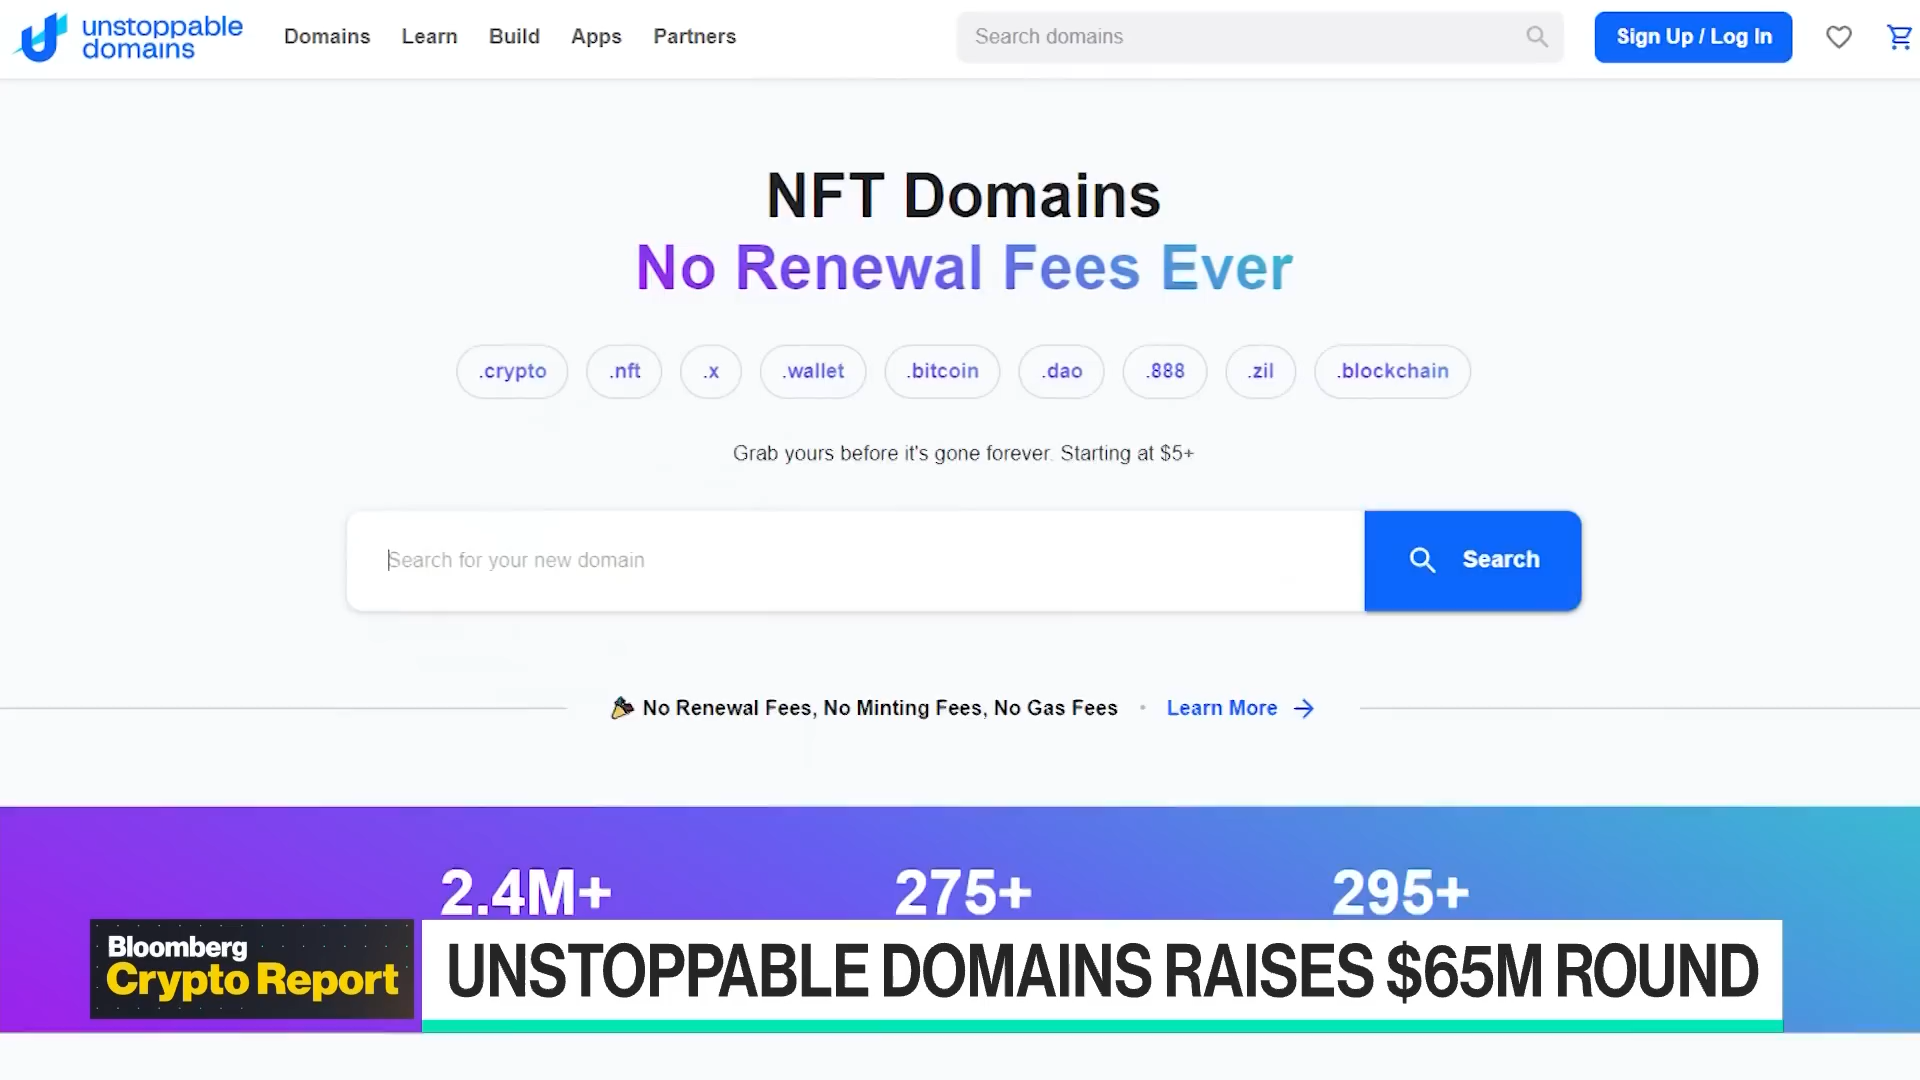 unstoppable
domains
Domains Learn Build Apps Partners
Search domains
Sign Up / Log In
NFT Domains
No Renewal Fees Ever
.crypto .nft .x .wallet .bitcoin .dao .888 .zil .blockchain
Grab yours before it's gone forever. Starting at $5+
Search for your new domain
Search
No Renewal Fees, No Minting Fees, No Gas Fees • Learn More
2.4M+ 275+ 295+
Bloomberg
Crypto Report
UNSTOPPABLE DOMAINS RAISES $65M ROUND